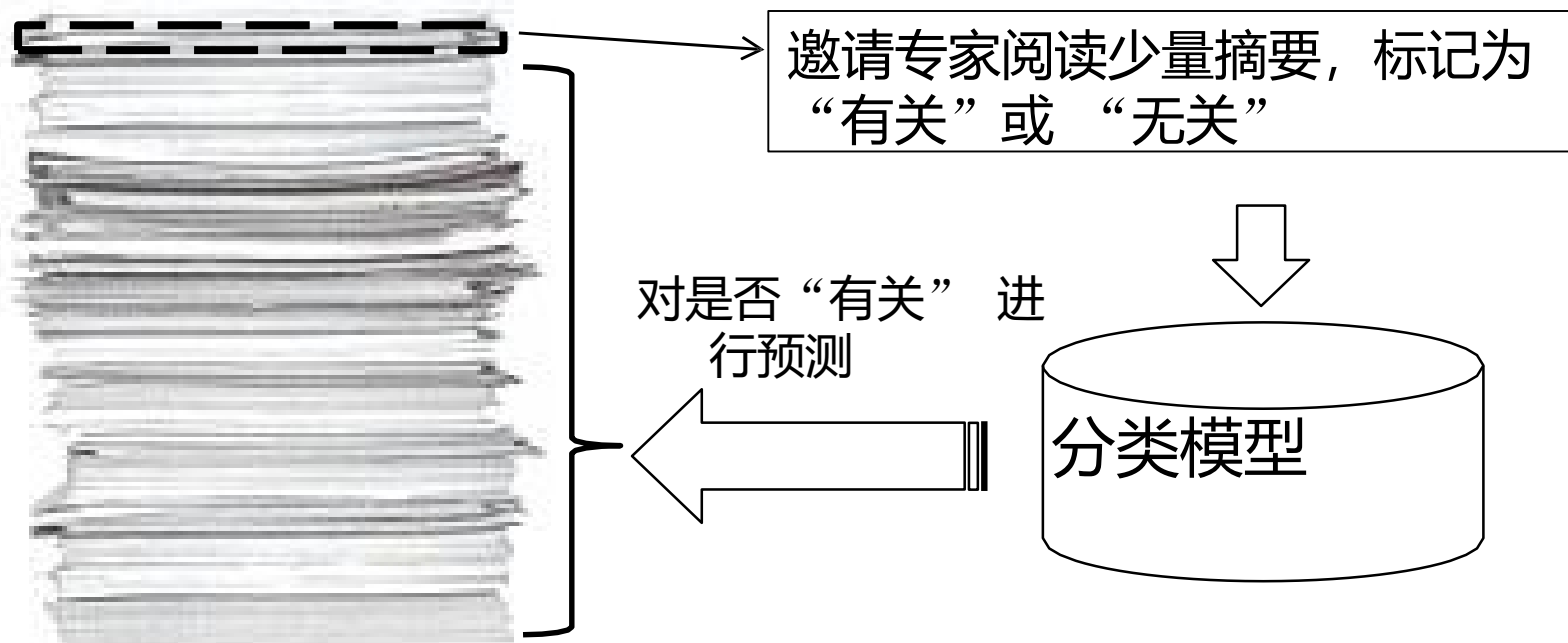 邀请专家阅读少量摘要，标记为
“有关”或 “无关”
对是否“有关” 进
行预测
分类模型